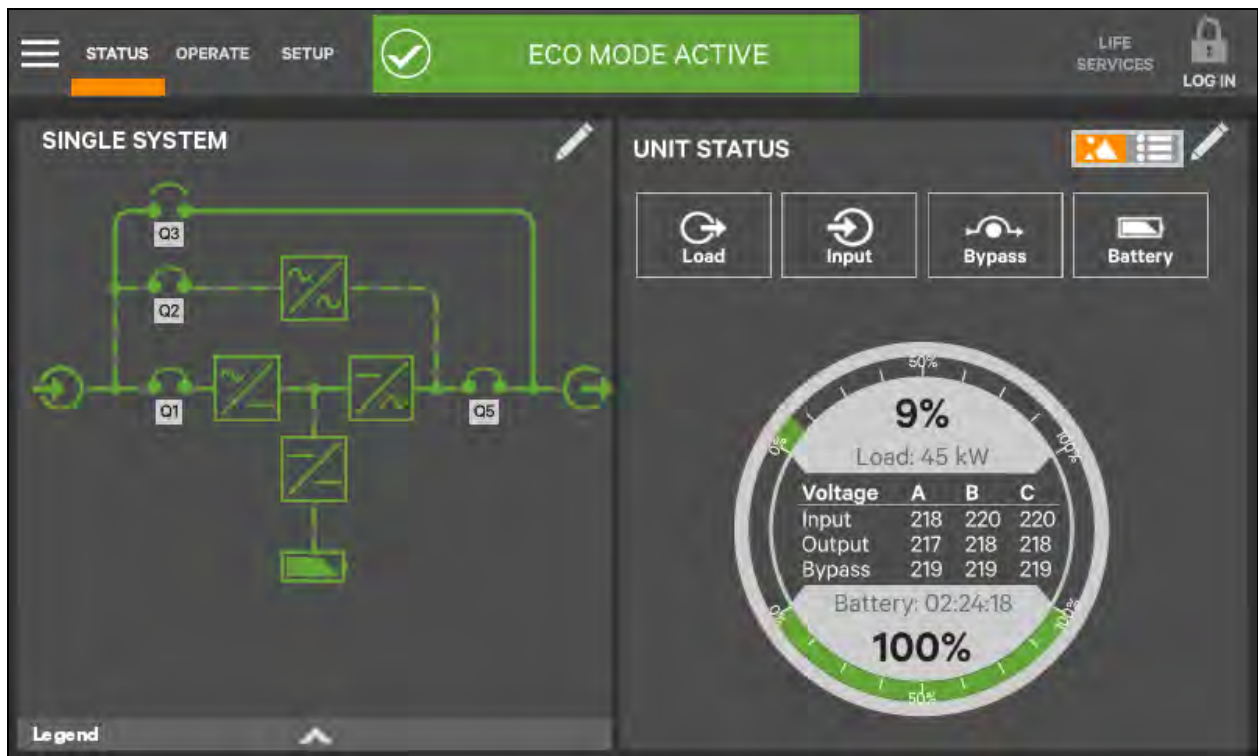 STATUS OPERATE SETUP
ECO MODE ACTIVE
LIFE
SERVICES
LOG IN
SINGLE SYSTEM
Q3
Q2
Q1
Q5
Legend
UNIT STATUS
Load Input Bypass Battery
50%
0%
100%
9%
Load: 45 kW
Voltage A B C
Input 218 220 220
Output 217 218 218
Bypass 219 219 219
Battery: 02:24:18
100%
0%
100%
50%